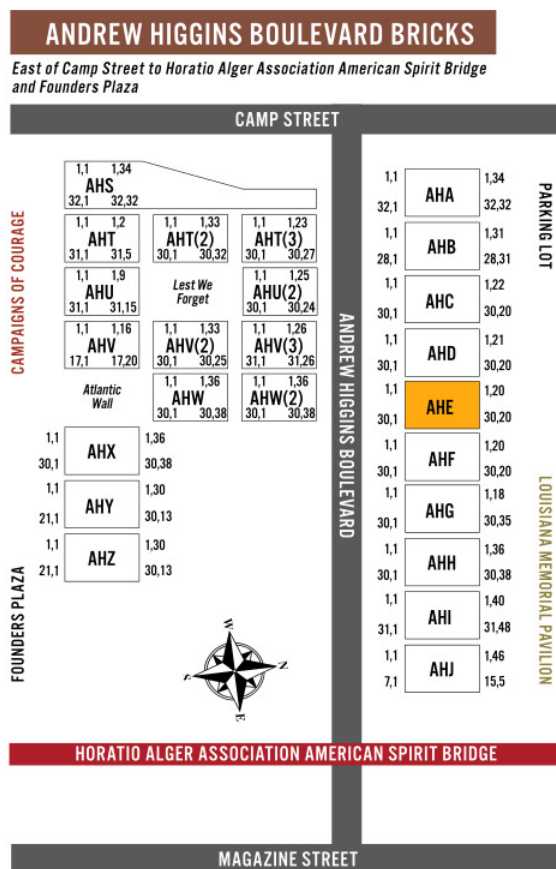 ANDREW HIGGINS BOULEVARD BRICKS
East of Camp Street to Horatio Alger Association American Spirit Bridge
and Founders Plaza
CAMP STREET
CAMPAIGNS OF COURAGE
FOUNDERS PLAZA
1,1 1,34
AHS
32,1 32,32
1,1 1,2
AHT
31,1 31,5
1,1 1,33
AHT(2)
30,1 30,32
1,1 1,23
AHT(3)
30,1 30,27
1,1 1,9
AHU
31,1 31,15
Lest We
Forget
1,1 1,25
AHU(2)
30,1 30,24
1,1 1,16
AHV
17,1 17,20
1,1 1,33
AHV(2)
30,1 30,25
1,1 1,26
AHV(3)
31,1 31,26
Atlantic
Wall
1,1 1,36
AHW
30,1 30,38
1,1 1,36
AHW(2)
30,1 30,38
1,1 1,36
AHX
30,1 30,38
1,1 1,30
AHY
21,1 30,13
1,1 1,30
AHZ
21,1 30,13
W
N
S
E
ANDREW HIGGINS BOULEVARD
1,1 1,34
AHA
32,1 32,32
1,1 1,31
AHB
28,1 28,31
1,1 1,22
AHC
30,1 30,20
1,1 1,21
AHD
30,1 30,20
1,1 1,20
AHE
30,1 30,20
1,1 1,20
AHF
30,1 30,20
1,1 1,18
AHG
30,1 30,35
1,1 1,36
AHH
30,1 30,38
1,1 1,40
AHI
31,1 31,48
1,1 1,46
AHJ
7,1 15,5
PARKING LOT
LOUISIANA MEMORIAL PAVILION
HORATIO ALGER ASSOCIATION AMERICAN SPIRIT BRIDGE
MAGAZINE STREET